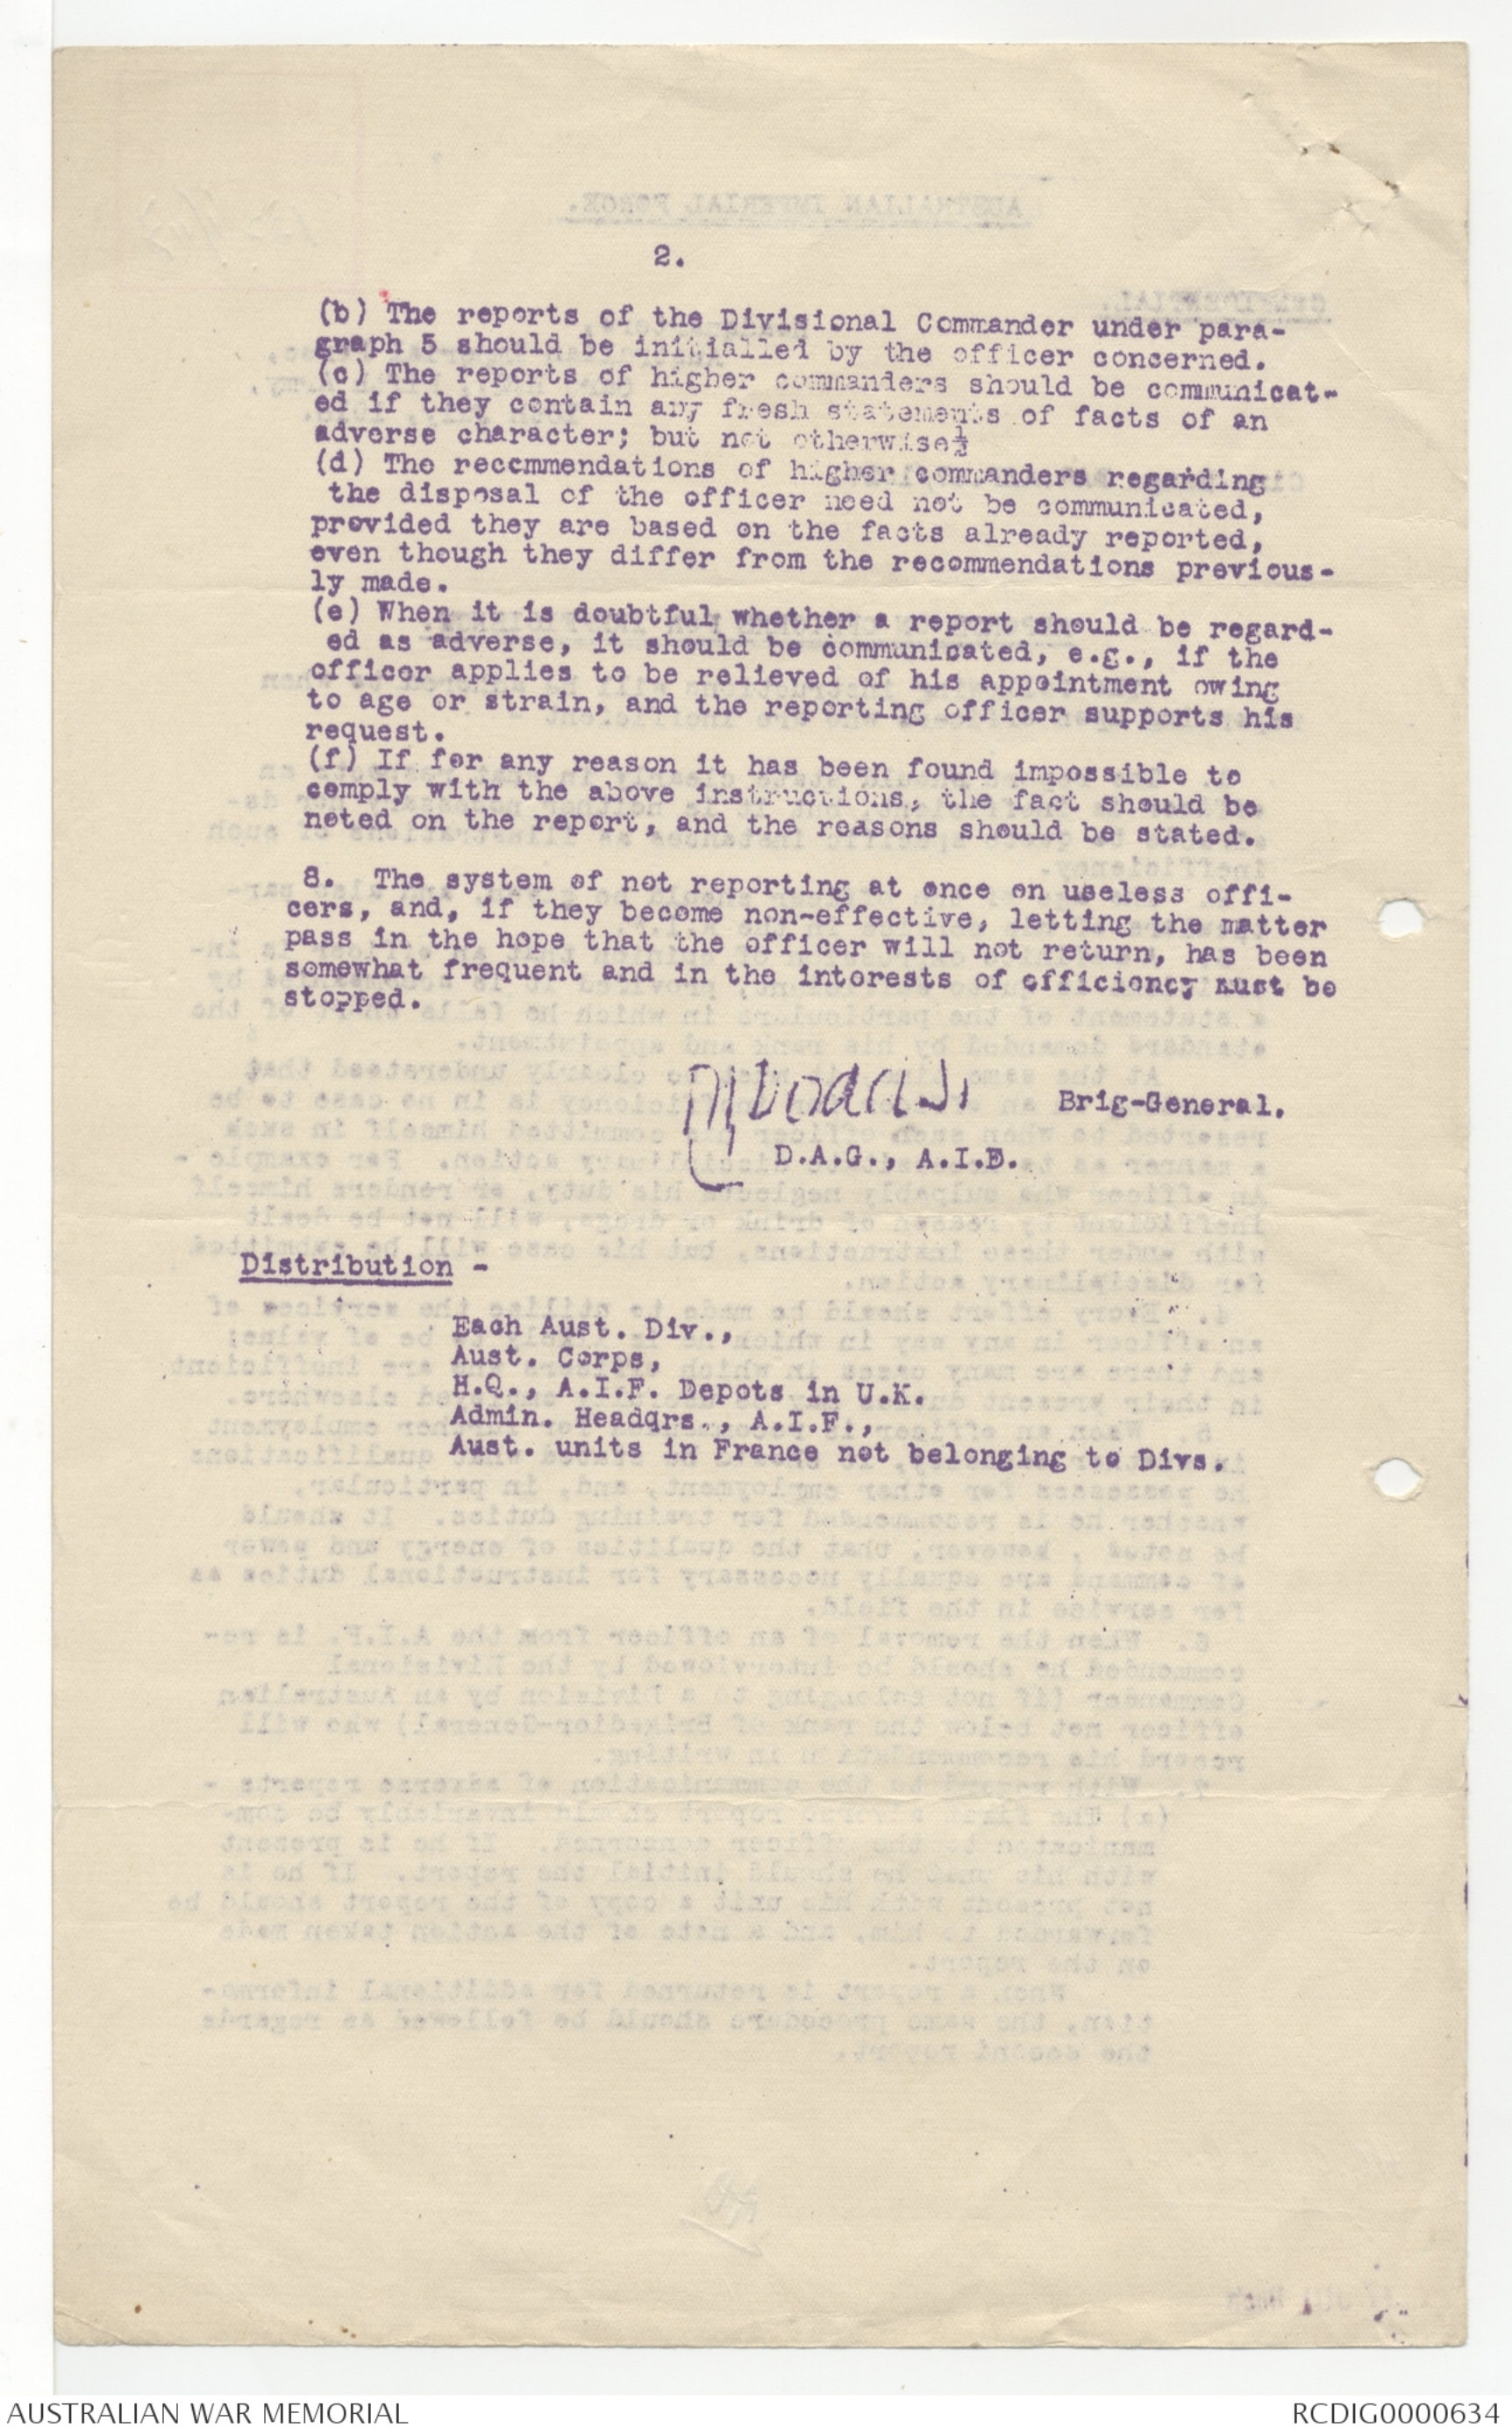 2.
(b) The reports of the Divisional Commander under para-
graph 5 should be initialled by the officer concerned.
(c) The reports of higher commanders should be communicat-
ed if they contain any fresh statements of facts of an
adverse character; but not otherwise½
(d) The recommendations of higher commanders regarding
the disposal of the officer need not be communicated,
provided they are based on the facts already reported,
even though they differ from the recommendations previous-
ly made.
(e) When it is doubtful whether a report should be regard-
ed as adverse, it should be communicated, e.g., if the
officer applies to be relieved of his appointment owing
to age or strain, and the reporting officer supports his
request.
(f) If for any reason it has been found impossible to
comply with the above instructions, the fact should be
noted on the report, and the reasons should be stated.
8. The system of not reporting at once on useless offi-
cers, and, if they become non-effective, letting the matter
pass in the hope that the officer will not return, has been
somewhat frequent and in the interests of efficiency must be
stopped.
Brig-General.
D.A.G., A.I.F.
Distribution -
Each Aust. Div.,
Aust. Corps,
H.Q., A.I.F. Depots in U.K.
Admin. Headqrs., A.I.F.,
Aust. units in France not belonging to Divs.
AUSTRALIAN WAR MEMORIAL
RCDIG0000634